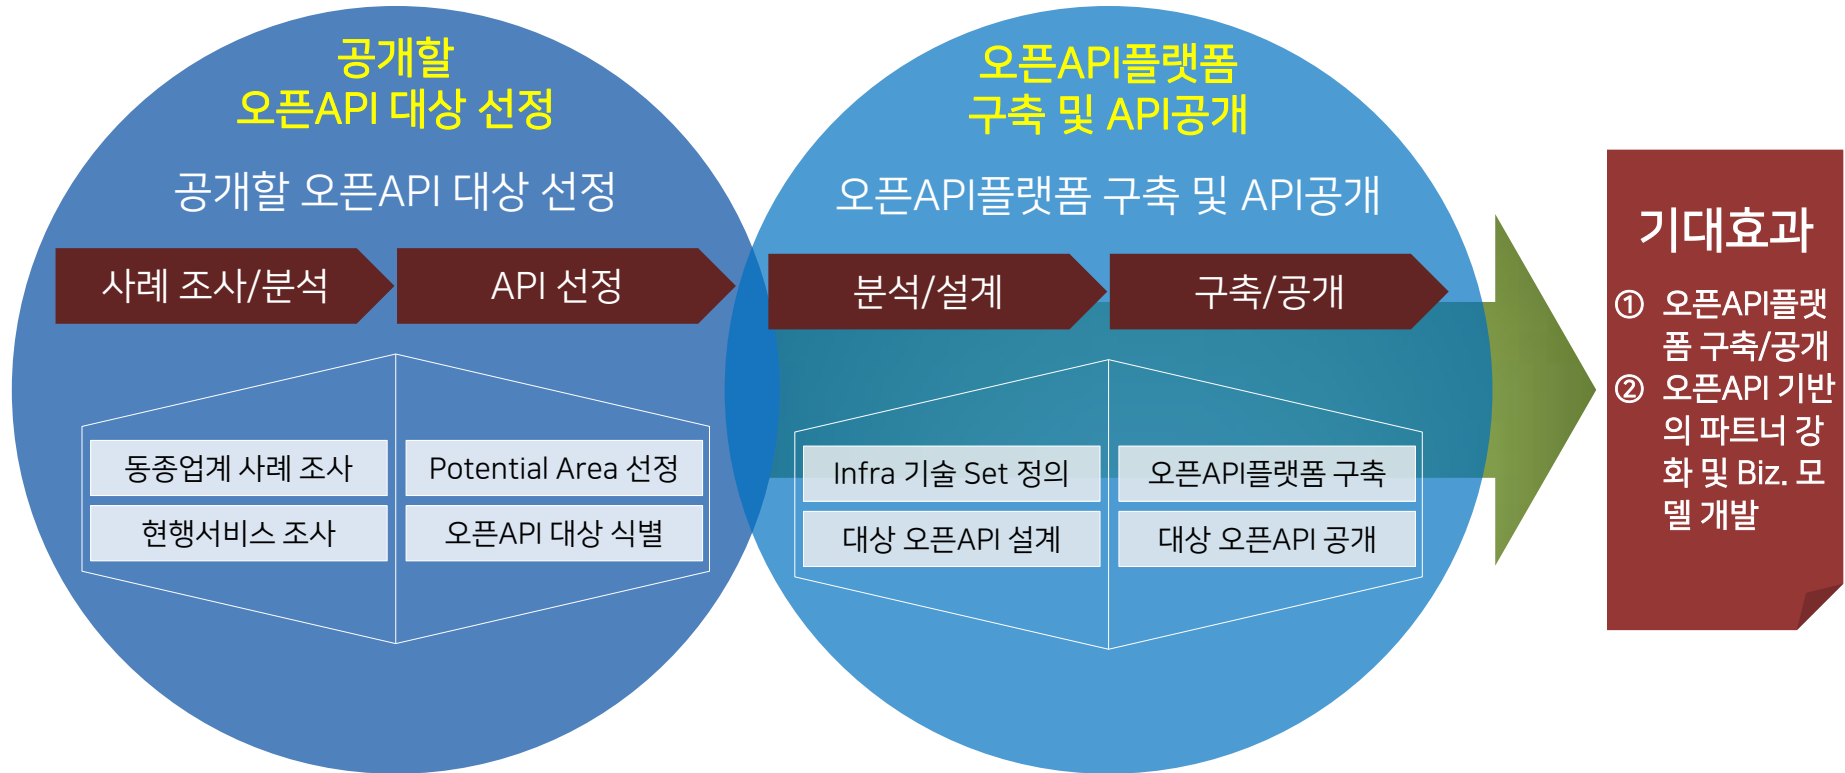 공개할
오픈API 대상 선정
공개할 오픈API 대상 선정
사례 조사/분석
API 선정
동종업계 사례 조사
Potential Area 선정
현행서비스 조사
오픈API 대상 식별
오픈API플랫폼
구축 및 API공개
오픈API플랫폼 구축 및 API공개
분석/설계
구축/공개
Infra 기술 Set 정의
오픈API플랫폼 구축
대상 오픈API 설계
대상 오픈API 공개
기대효과
① 오픈API플랫
폼 구축/공개
② 오픈API 기반
의 파트너 강
화 및 Biz. 모
델 개발